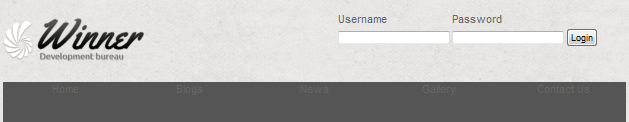 Username Password
Winner
Login
Development bureau
Home Blogs News Gallery Contact Us